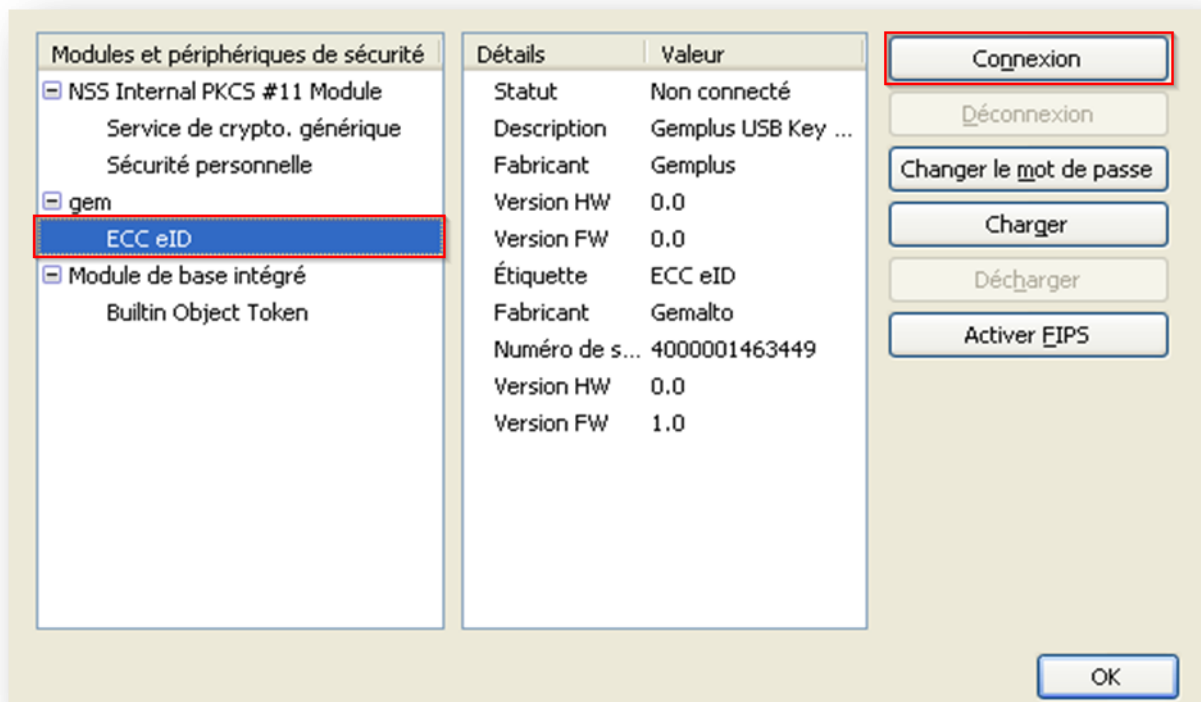 Modules et périphériques de sécurité
NSS Internal PKCS #11 Module
Service de crypto. générique
Sécurité personnelle
gem
ECC eID
Module de base intégré
Builtin Object Token
Détails Valeur
Statut Non connecté
Description Gemplus USB Key ...
Fabricant Gemplus
Version HW 0.0
Version FW 0.0
Étiquette ECC eID
Fabricant Gemalto
Numéro de s... 4000001463449
Version HW 0.0
Version FW 1.0
Connexion
Déconnexion
Changer le mot de passe
Charger
Décharger
Activer FIPS
OK